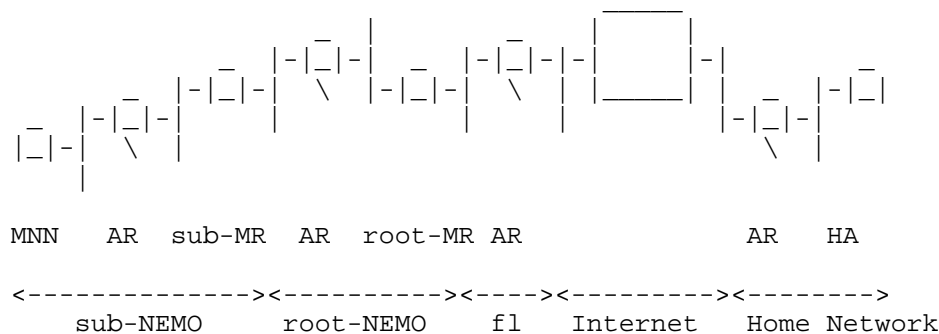 MNN AR sub-MR AR root-MR AR AR HA
sub-NEMO root-NEMO fl Internet Home Network